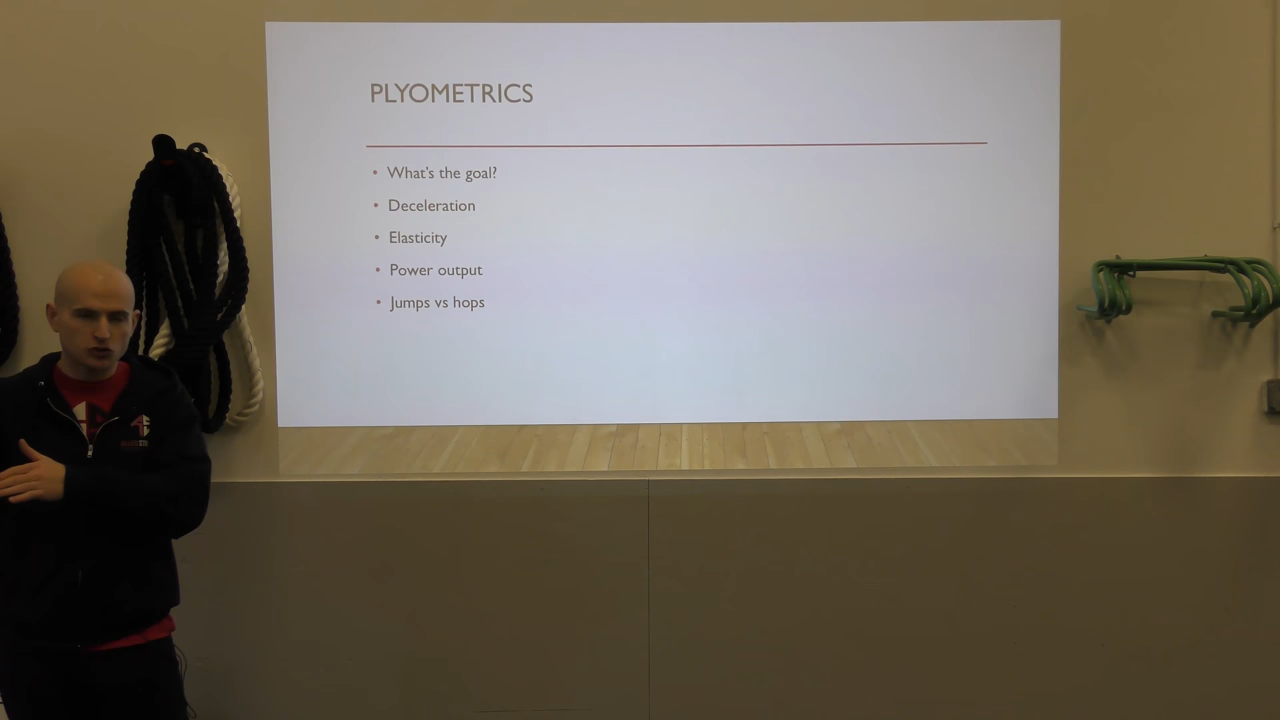 PLYOMETRICS
• What's the goal?
• Deceleration
• Elasticity
• Power output
• Jumps vs hops